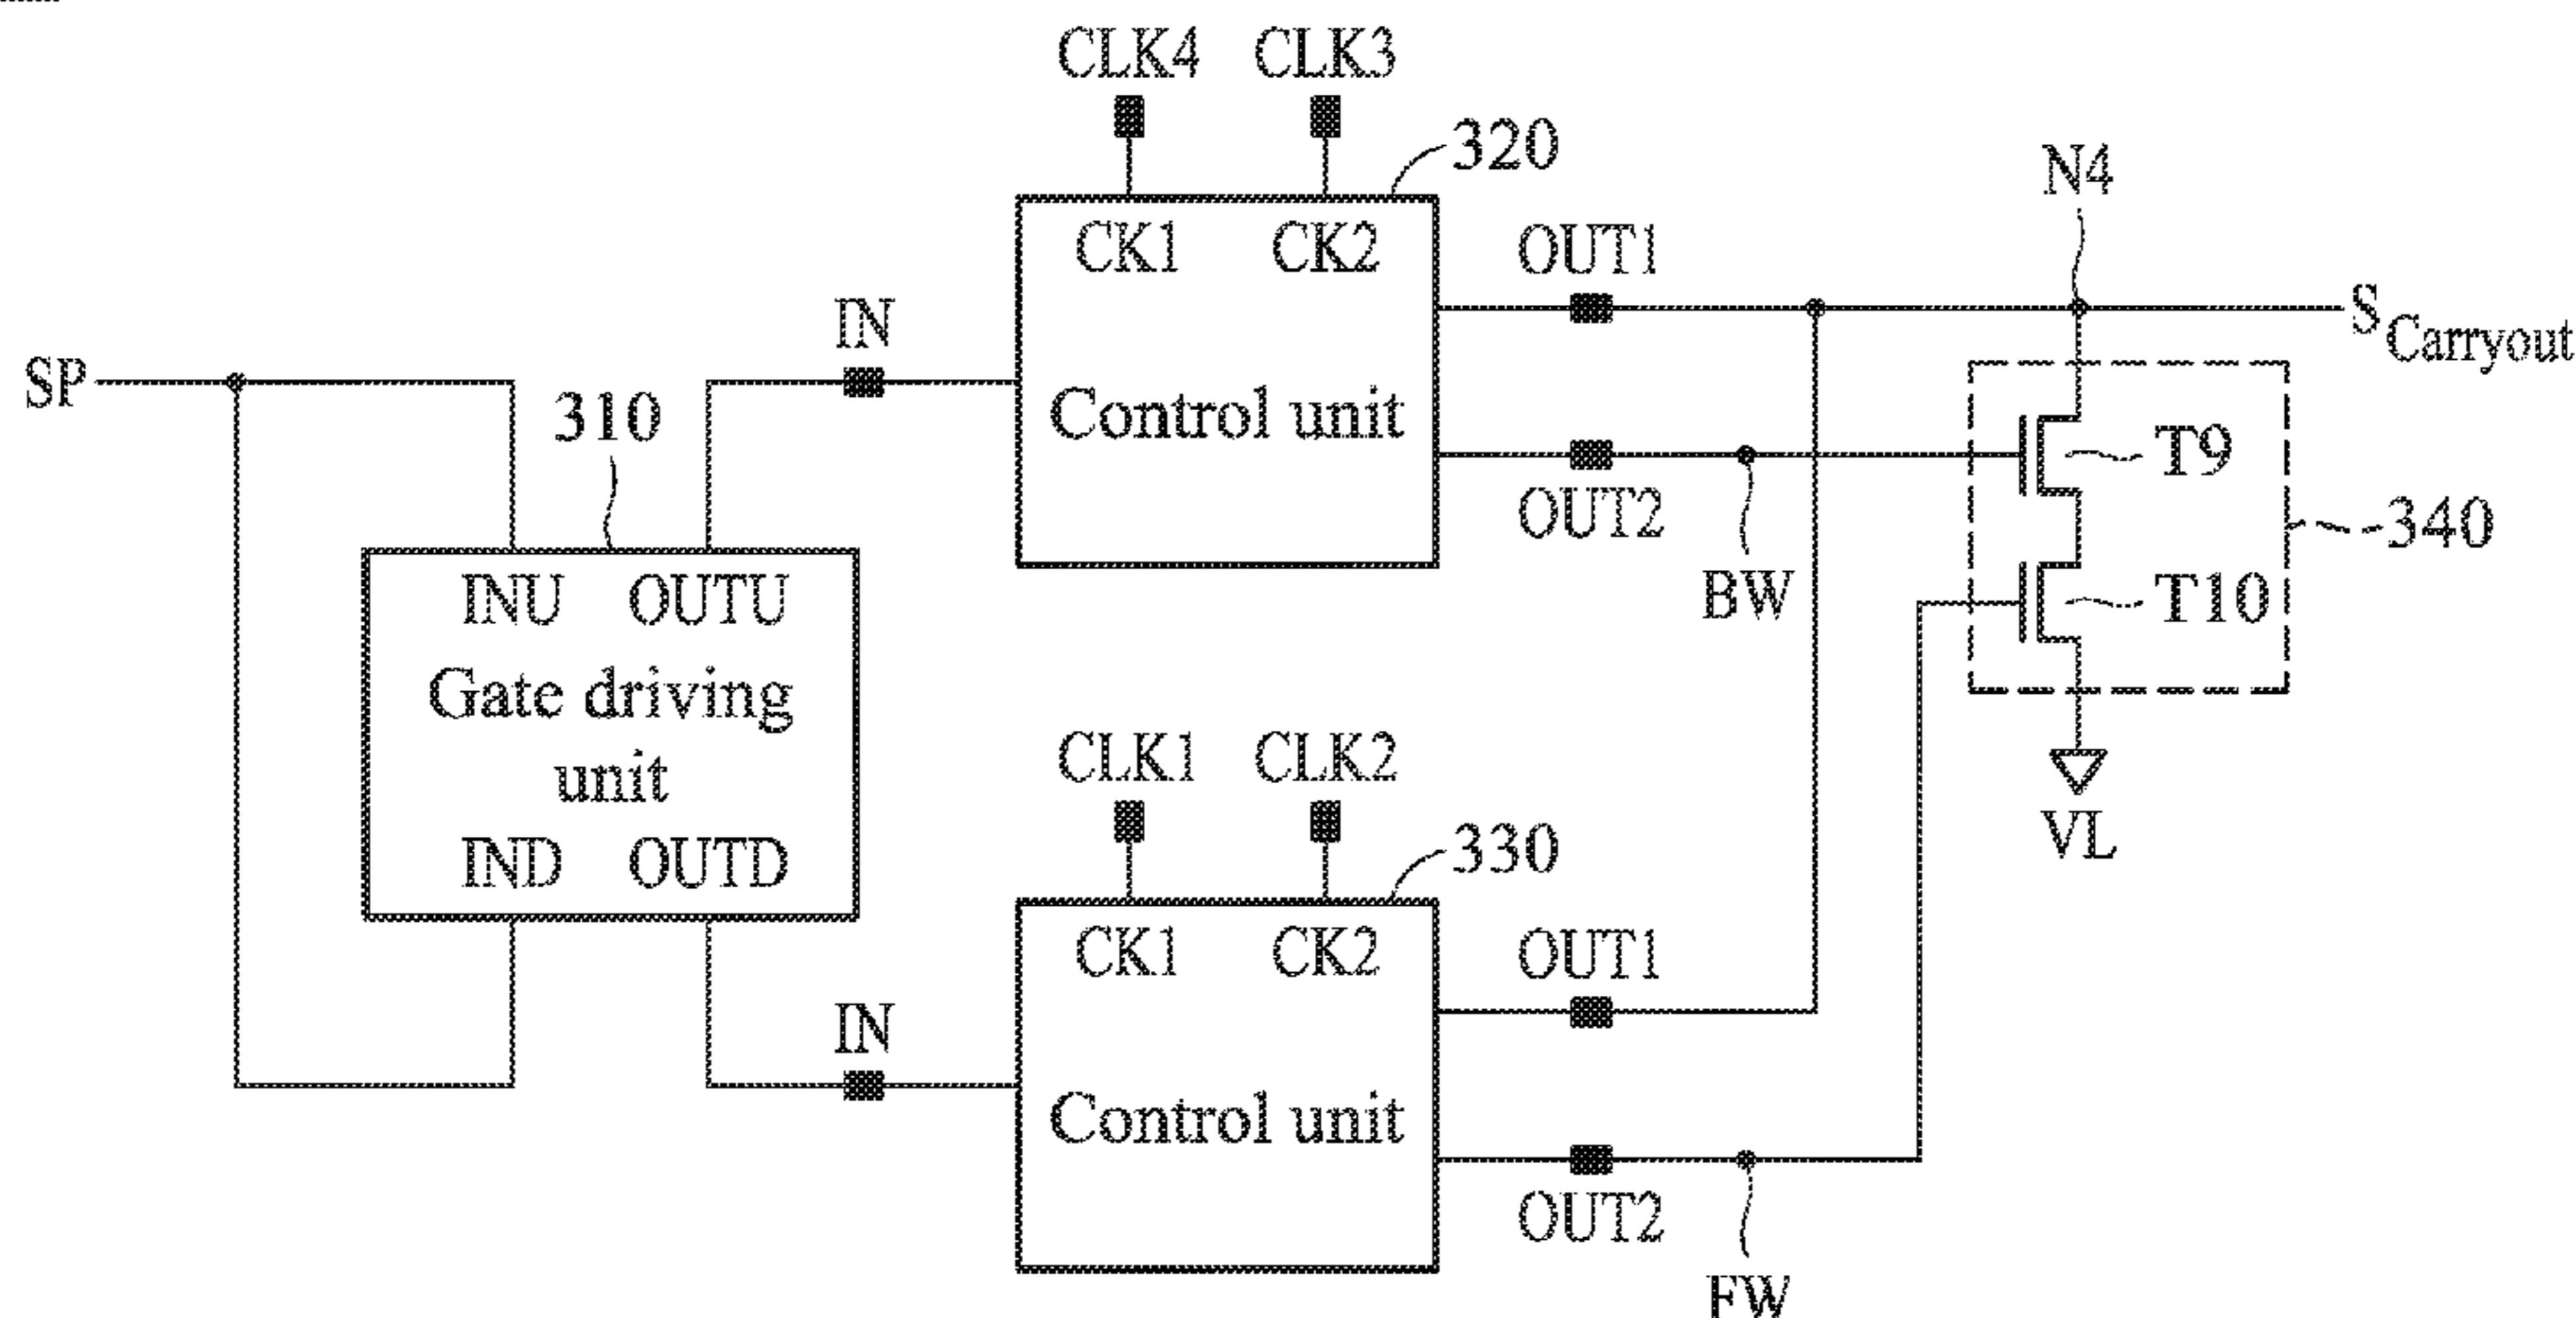 CLK4 CLK3
320
N4
CK1 CK2
OUT1
IN
S Carryout
SP
310
Control unit
T9
OUT2
340
BW
INU OUTU
T10
Gate driving
unit
CLK1 CLK2
VL
330
IND OUTD
CK1 CK2
OUT1
IN
Control unit
OUT2
FW